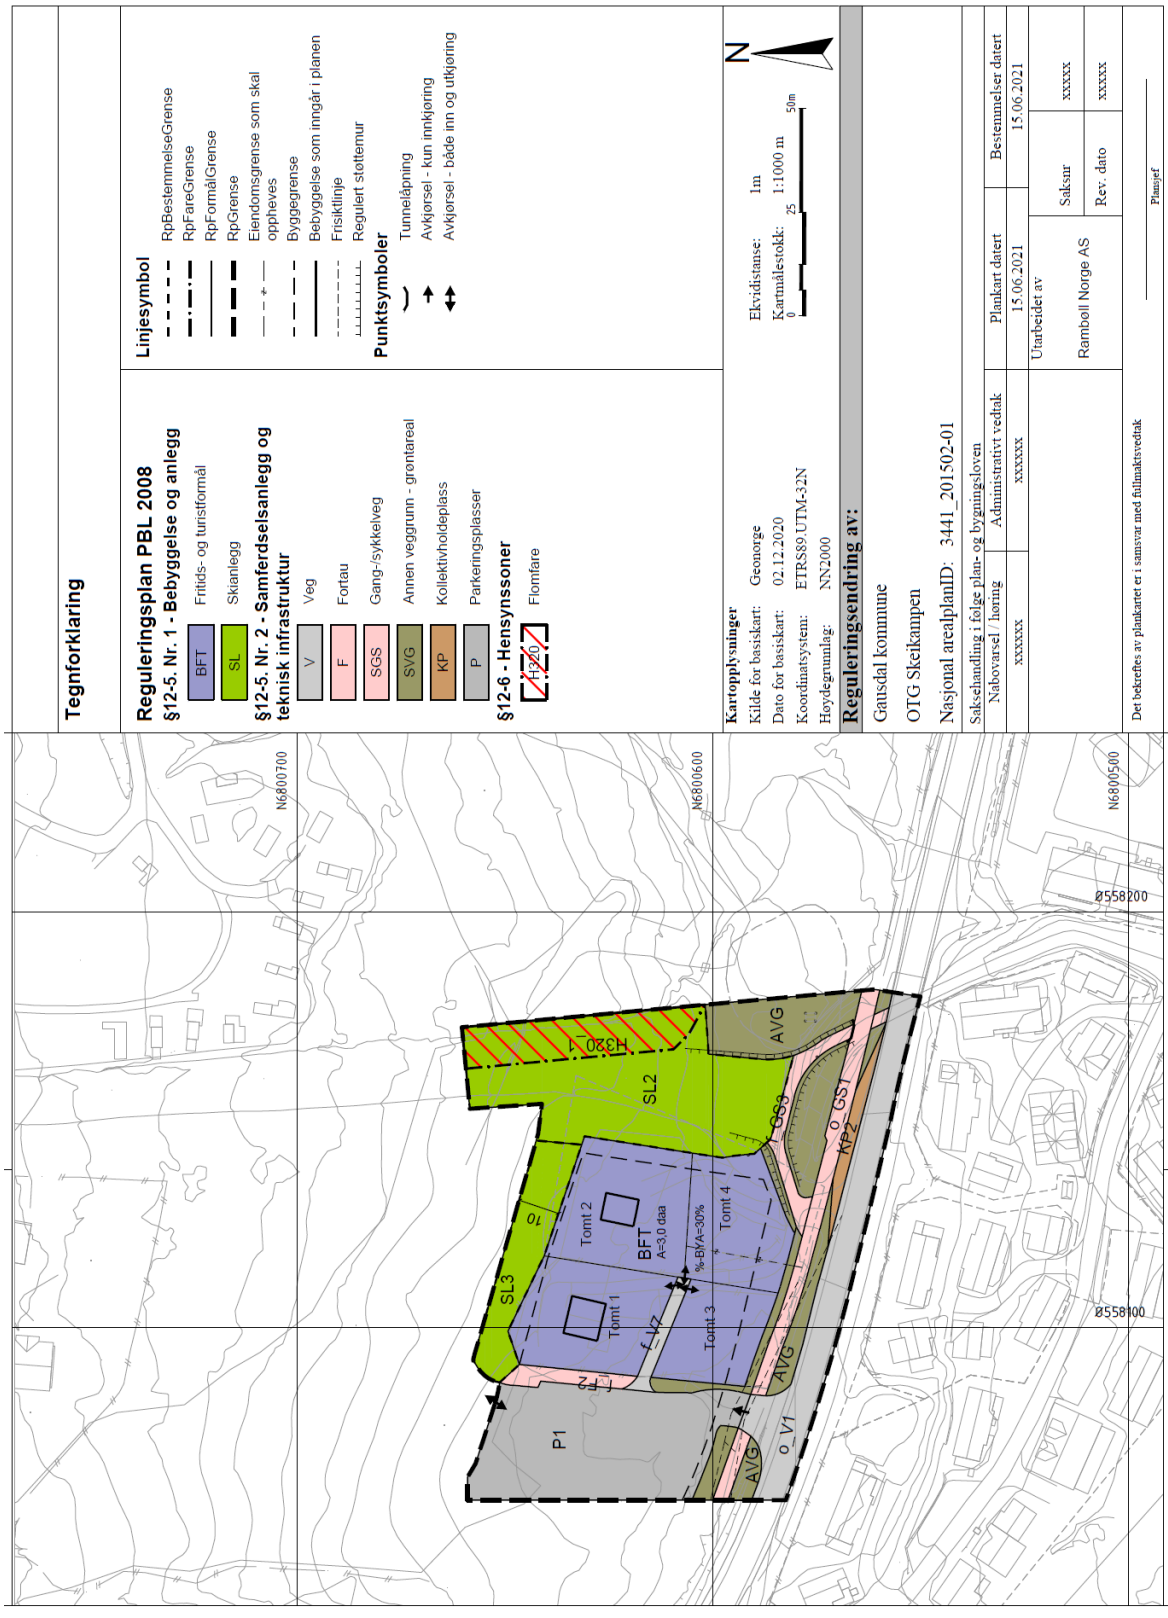 Tegnforklaring
Reguleringsplan PBL 2008
§12-5. Nr. 1 - Bebyggelse og anlegg
BFT Fritids- og turistformål
SL Skianlegg
§12-5. Nr. 2 - Samferdselsanlegg og
teknisk infrastruktur
V Veg
F Fortau
SGS Gang-/sykkelveg
SVG Annen veggrunn - grøntareal
KP Kollektivholdeplass
P Parkeringsplasser
§12-6 - Hensynssoner
H320 Flomfare
Linjesymbol
RpBestemmelseGrense
RpFareGrense
RpFormålGrense
RpGrense
Eiendomsgrense som skal
oppheves
Byggegrense
Bebyggelse som inngår i planen
Frisiktlinje
Regulert støttemur
Punktsymboler
Tunnelåpning
Avkjørsel - kun innkjøring
Avkjørsel - både inn og utkjøring
Kartopplysninger
Kilde for basiskart: Geonorge
Dato for basiskart: 02.12.2020
Koordinatsystem: ETRS89.UTM-32N
Høydegrunnlag: NN2000
Ekvidistanse: 1m
Kartmålestokk: 1:1000 m
0 25 50m
N
Reguleringsendring av:
Gausdal kommune
OTG Skeikampen
Nasjonal arealplanID: 3441_201502-01
Saksehandling i følge plan- og bygningsloven
Nabovarsel / høring Administrativt vedtak Plankart datert Bestemmelser datert
xxxxxx xxxxxx 15.06.2021 15.06.2021
Utarbeidet av
Rambøll Norge AS
Saksnr xxxxx
Rev. dato xxxxx
Det bekreftes av plankartet er i samsvar med fullmaktsvedtak
Plansjef
N6800700
N6800600
N6800500
Ø558200
Ø558100
H320_1
SL2
SL3
10
Tomt 2
Tomt 1
BFT
A=3,0 daa
%-BYA=30%
Tomt 4
Tomt 3
f_V7
P1
AVG
AVG
AVG
o_V1
o_GS1
KP2
f_GS3